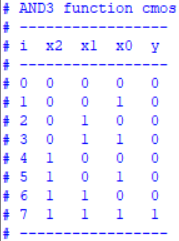 # AND3 function cmos
# ------------------
# i  x2  x1  x0  y
# ------------------
# 0  0   0   0   0
# 1  0   0   1   0
# 2  0   1   0   0
# 3  0   1   1   0
# 4  1   0   0   0
# 5  1   0   1   0
# 6  1   1   0   0
# 7  1   1   1   1
# ------------------